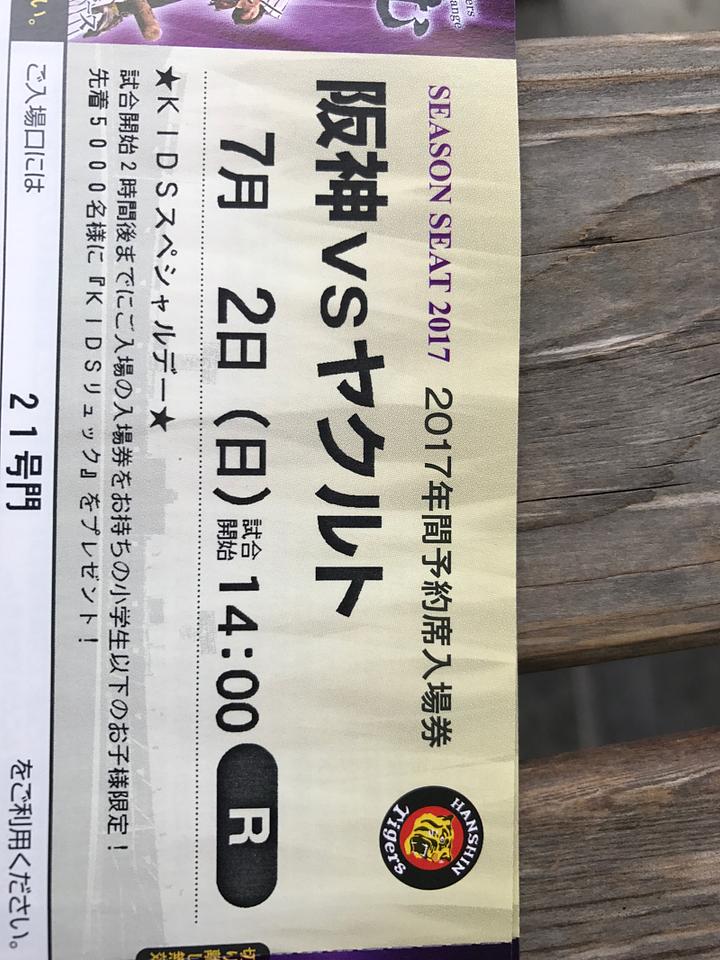 SEASON SEAT 2017 2017年間予約席入場券
阪神vsヤクルト
HANSHIN Tigers
7月 2日(日) 試合開始 14:00 R
★KIDSスペシャルデー★
試合開始2時間後までにご入場の入場券をお持ちの小学生以下のお子様限定!
先着5000名様に『KIDSリュック』をプレゼント!
ご入場口には 21号門 をご利用ください。